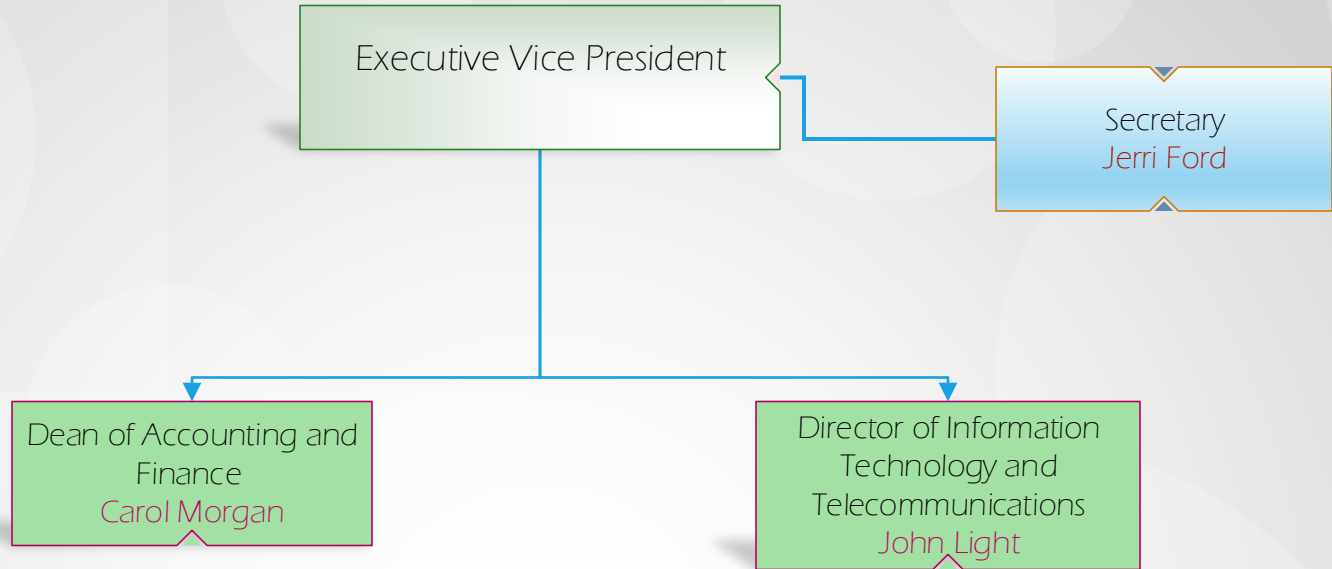 Executive Vice President
Secretary
Jerri Ford
Dean of Accounting and
Finance
Carol Morgan
Director of Information
Technology and
Telecommunications
John Light